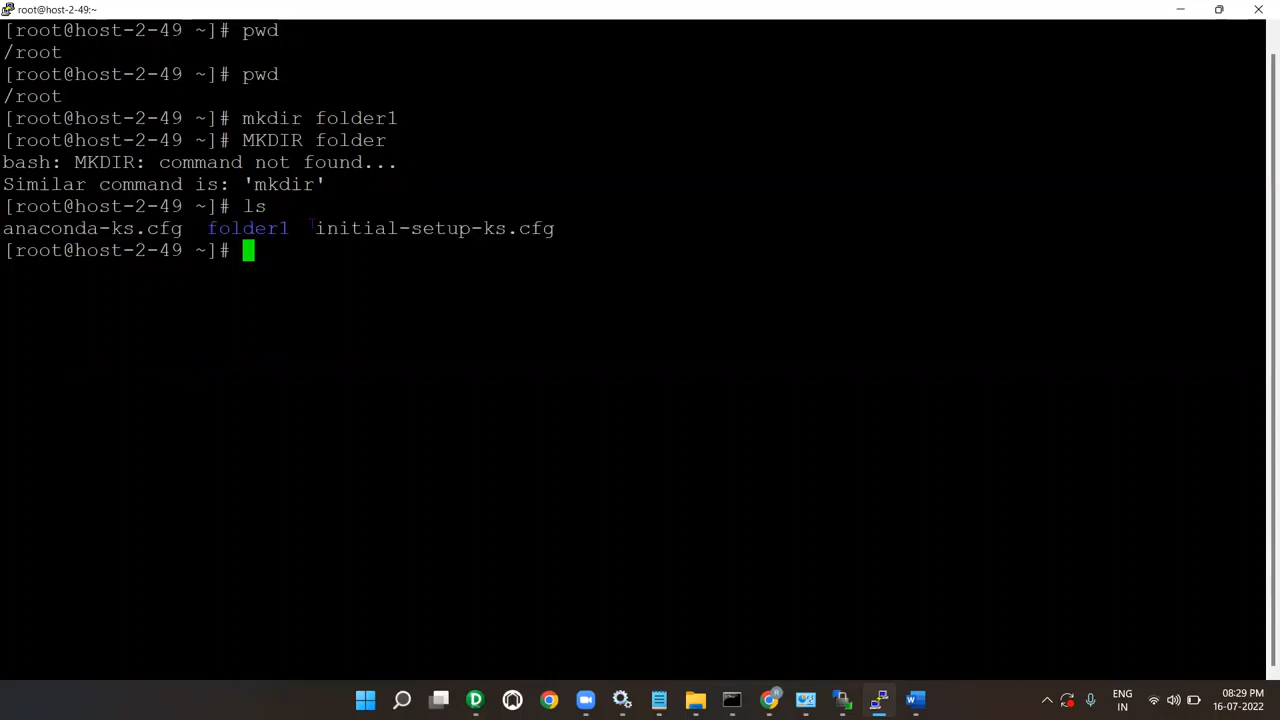 root@host-2-49:~
[root@host-2-49 ~]# pwd
/root
[root@host-2-49 ~]# pwd
/root
[root@host-2-49 ~]# mkdir folder1
[root@host-2-49 ~]# MKDIR folder
bash: MKDIR: command not found...
Similar command is: 'mkdir'
[root@host-2-49 ~]# ls
anaconda-ks.cfg  folder1  initial-setup-ks.cfg
[root@host-2-49 ~]#
ENG
IN
08:29 PM
16-07-2022